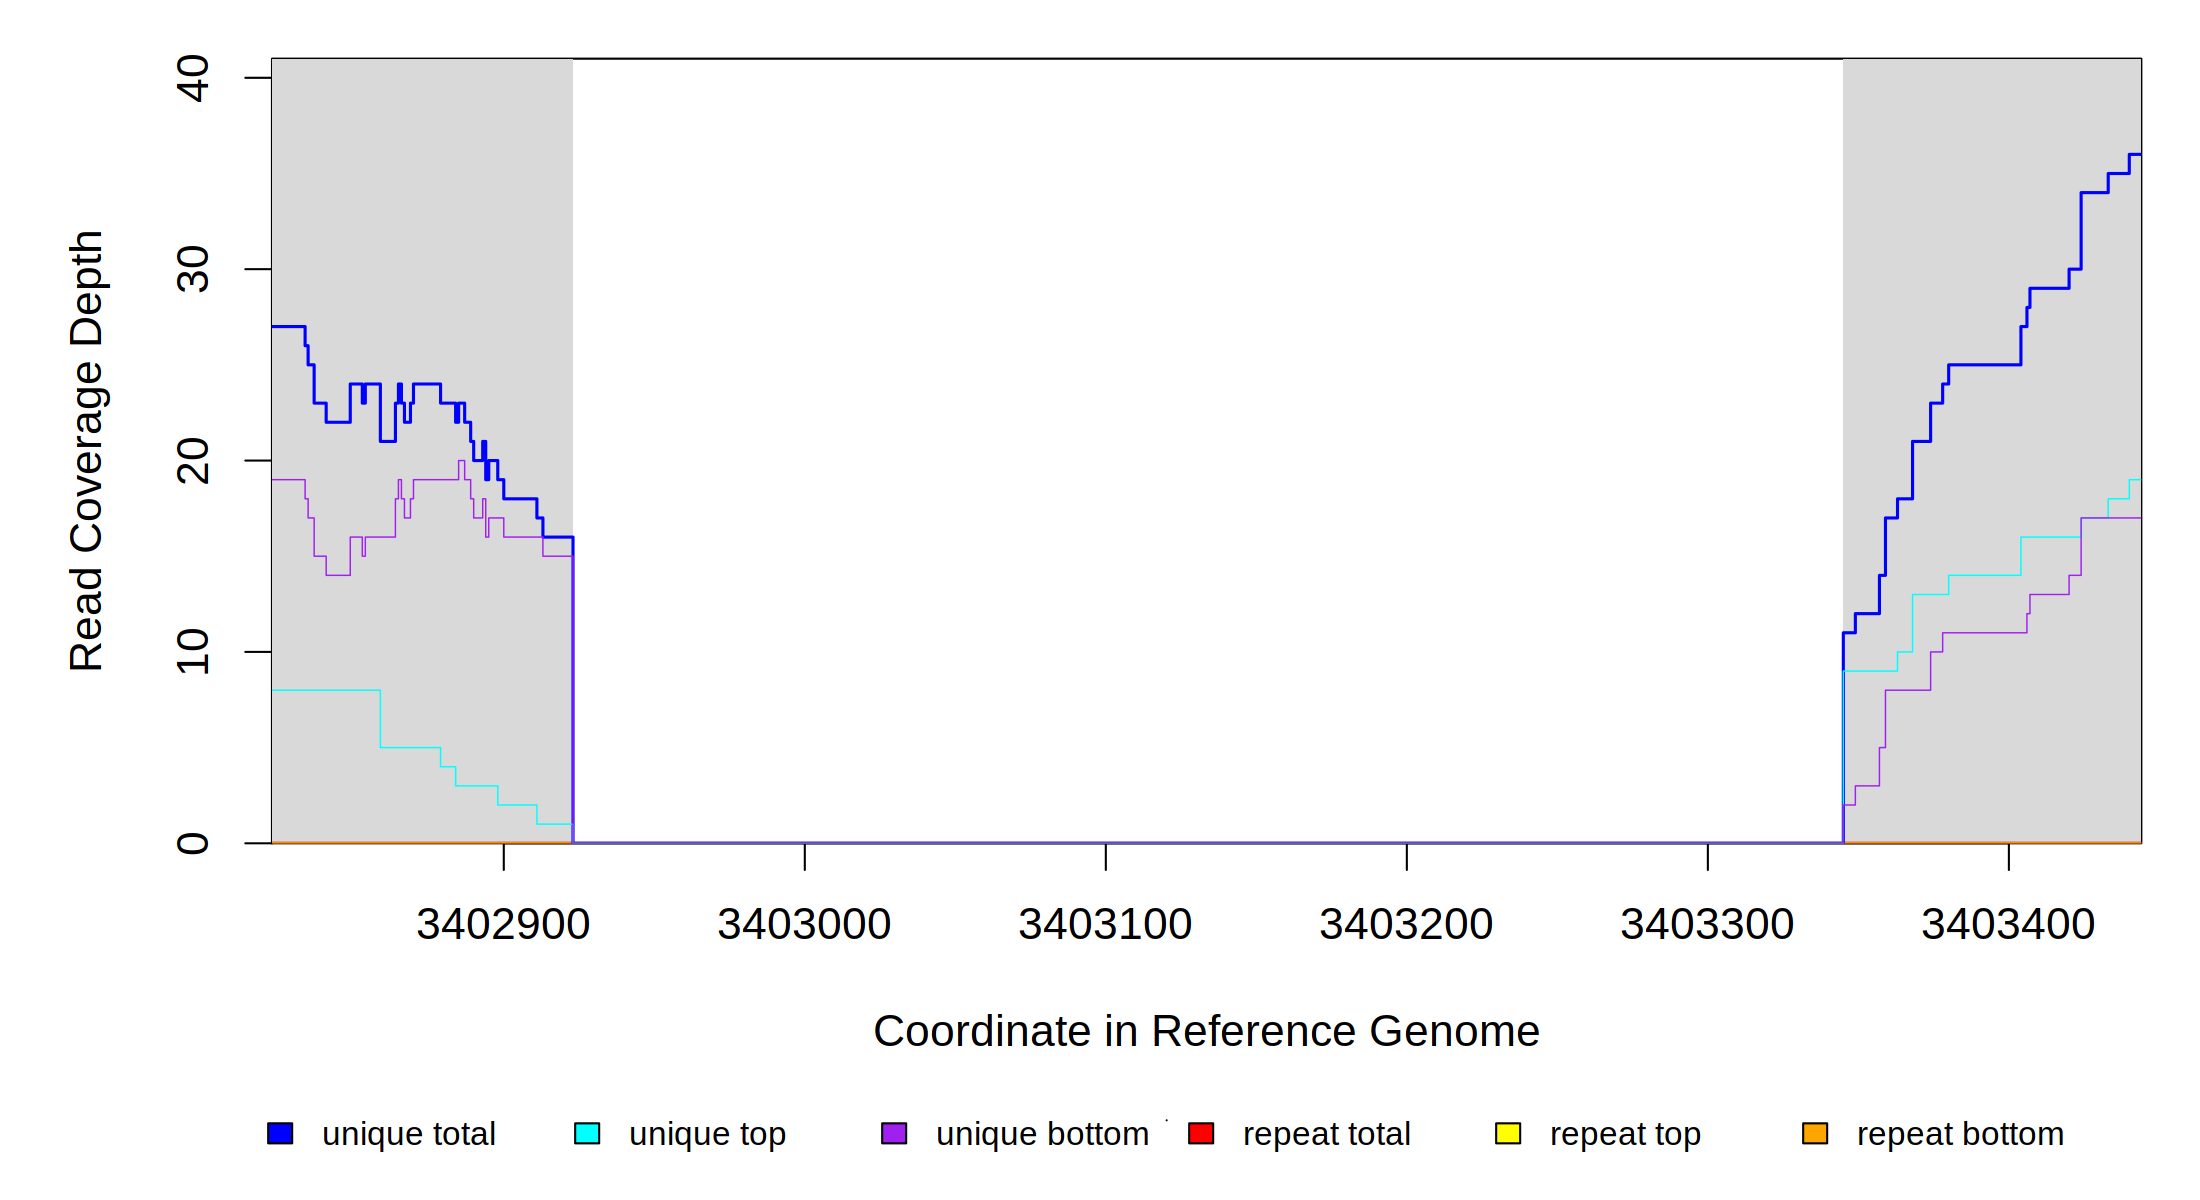 40
30
20
10
0
Read Coverage Depth
3402900 3403000 3403100 3403200 3403300 3403400
Coordinate in Reference Genome
unique total unique top unique bottom repeat total repeat top repeat bottom